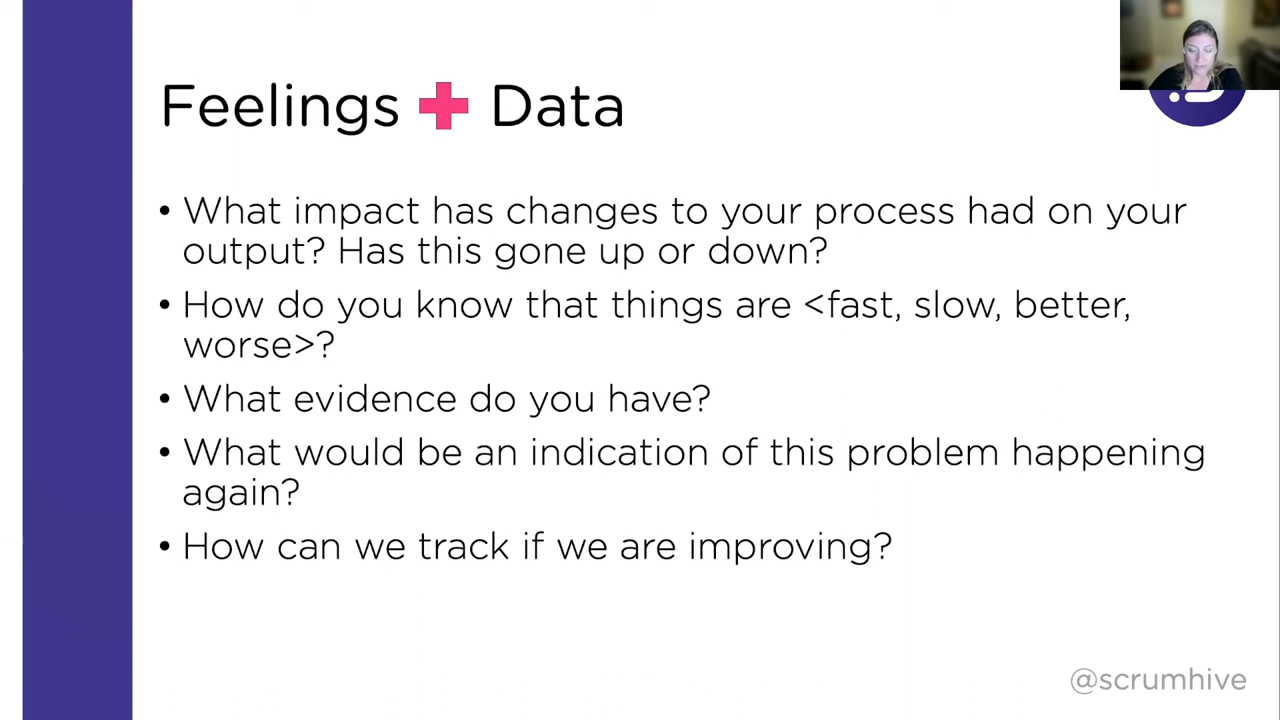 Feelings + Data
• What impact has changes to your process had on your
output? Has this gone up or down?
• How do you know that things are <fast, slow, better,
worse>?
• What evidence do you have?
• What would be an indication of this problem happening
again?
• How can we track if we are improving?
@scrumhive